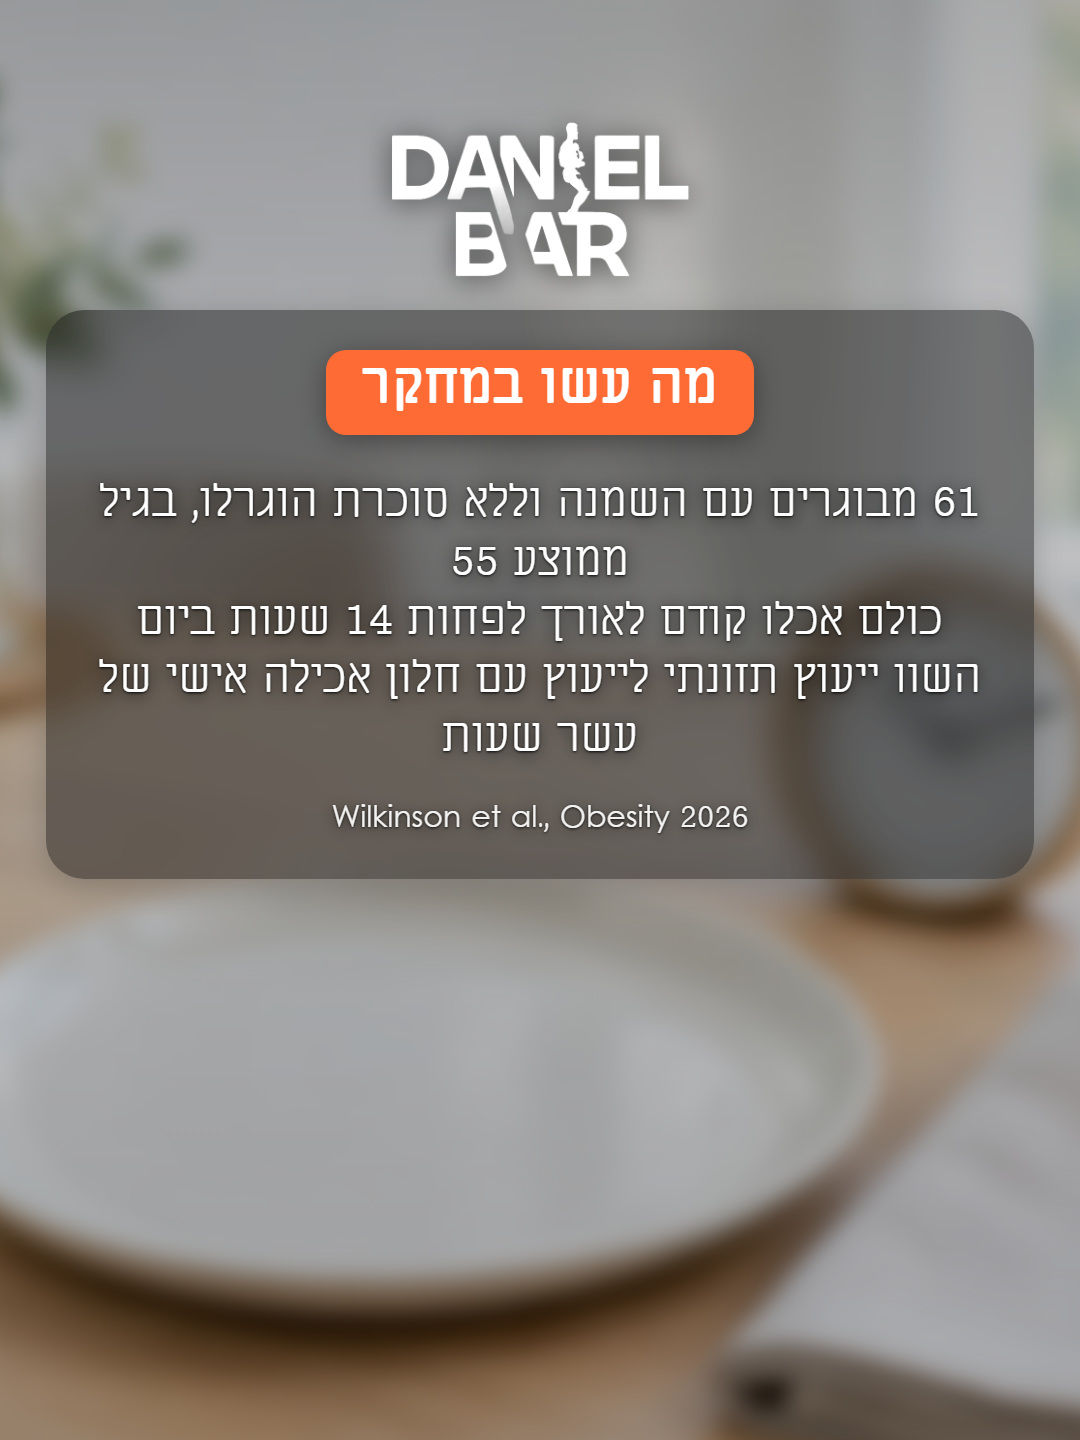 DANIEL
BAR
מה עשו במחקר
61 מבוגרים עם השמנה וללא סוכרת הוגרלו, בגיל
ממוצע 55
כולם אכלו קודם לאורך לפחות 14 שעות ביום
השוו ייעוץ תזונתי לייעוץ עם חלון אכילה אישי של
עשר שעות
Wilkinson et al., Obesity 2026